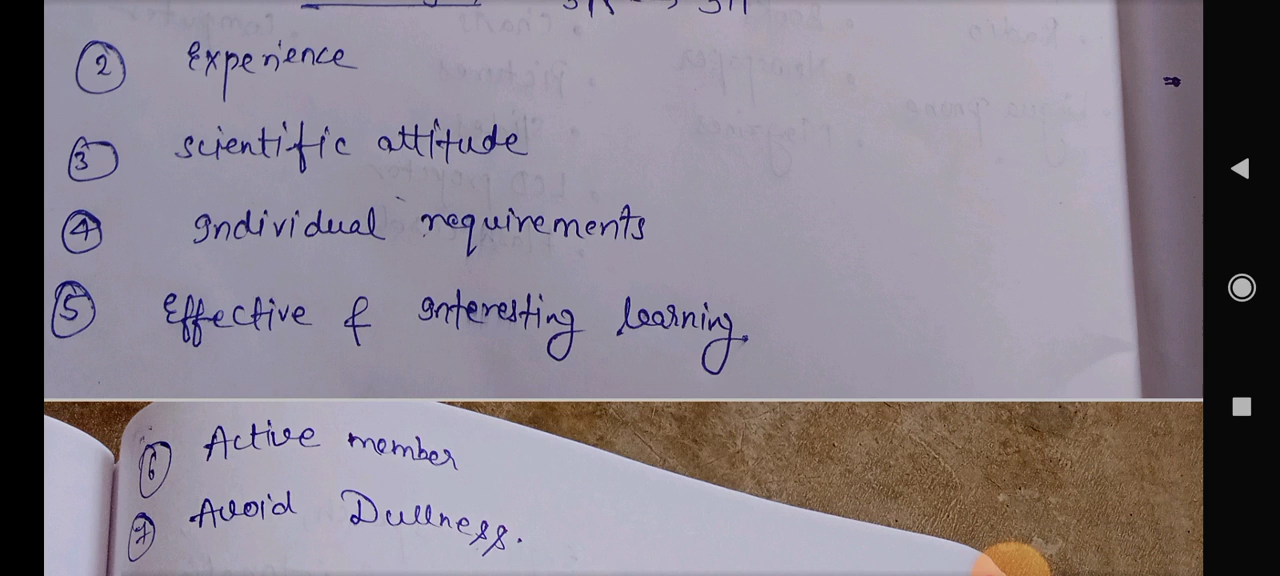 ② Experience
③ scientific attitude
④ Individual requirements
⑤ Effective & Interesting learning.
⑥ Active member
⑦ Avoid Dullness.